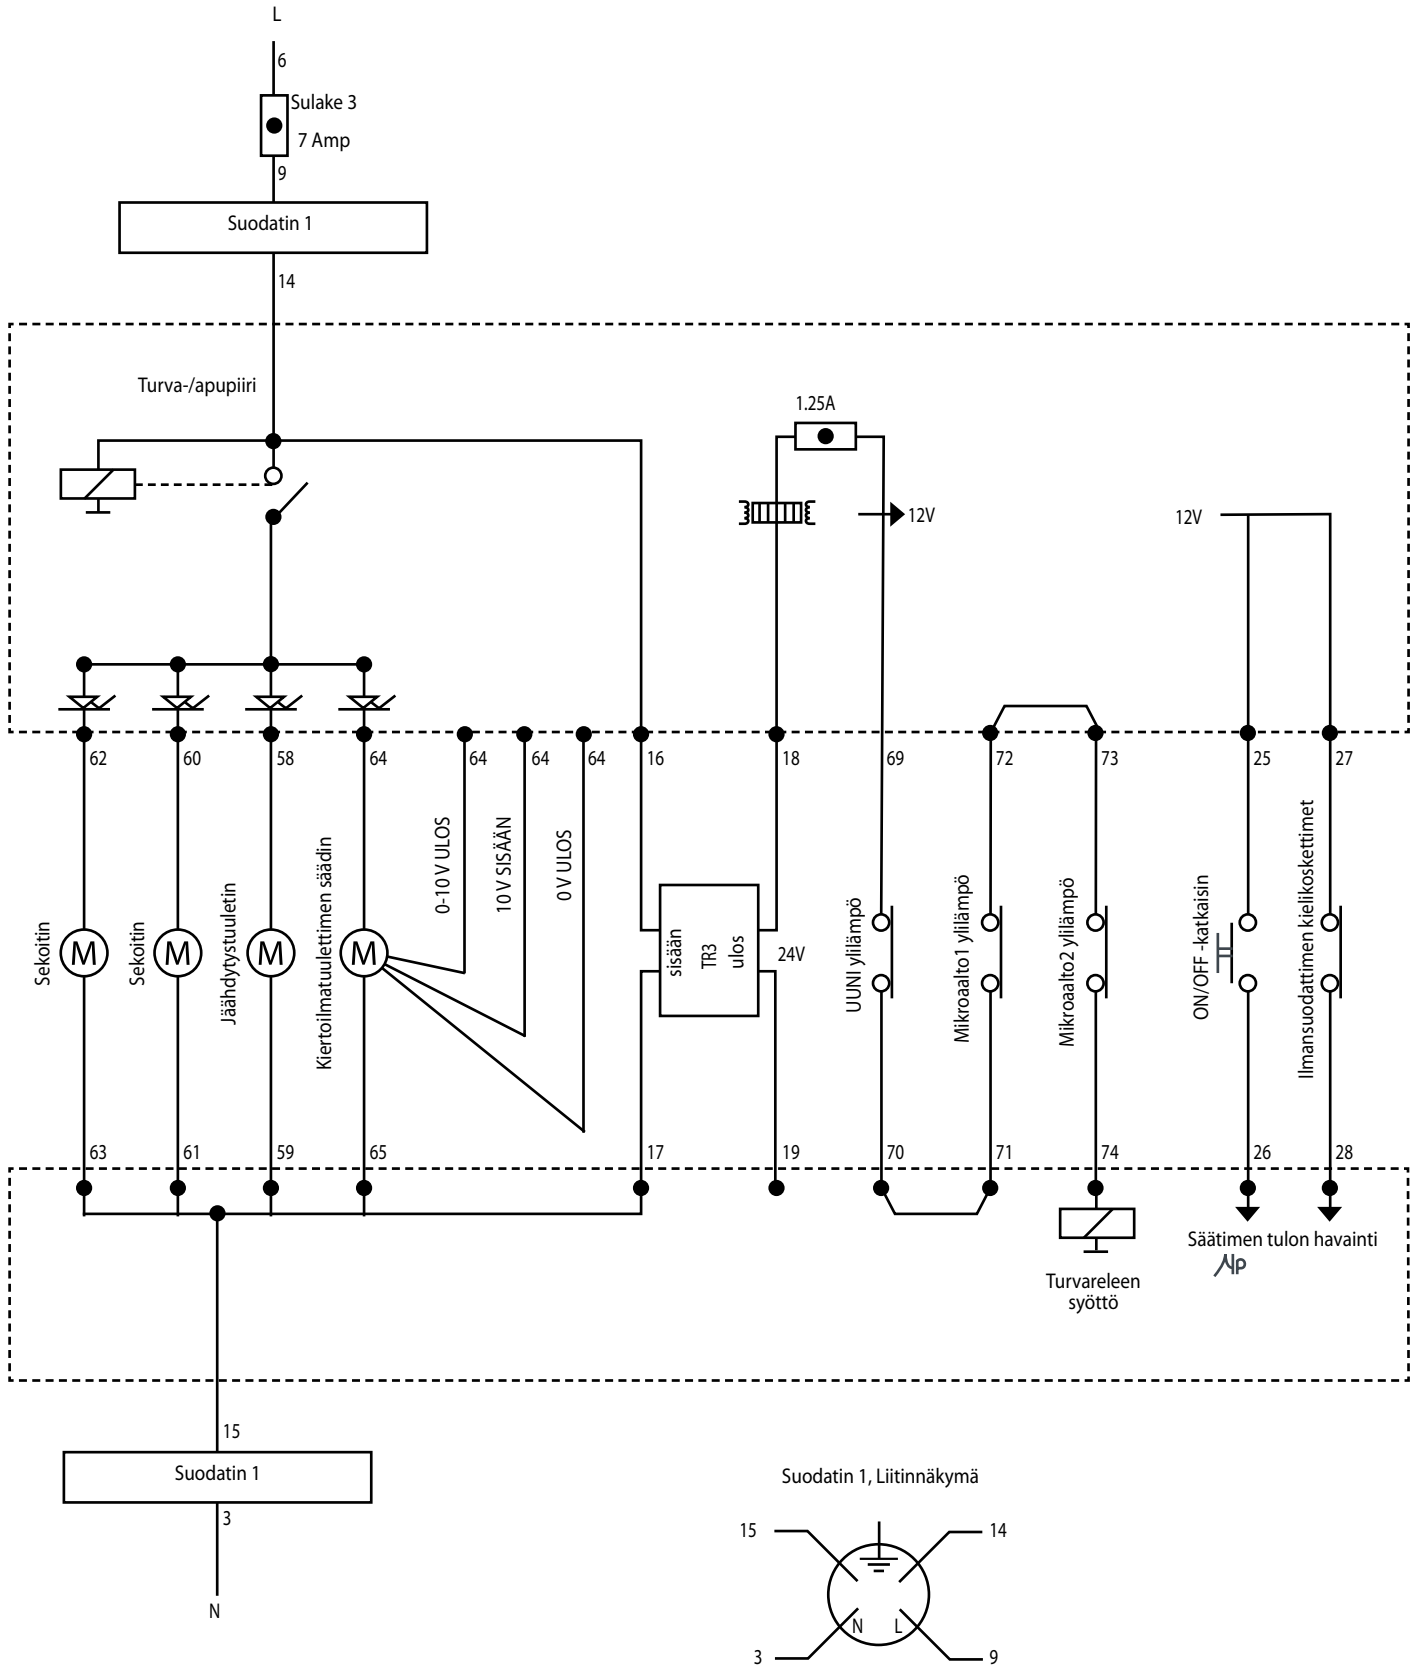 L
6
Sulake 3
7 Amp
9
Suodatin 1
14
Turva-/apupiiri
1.25A
12V
12V
62
60
58
64
64
64
64
16
18
69
72
73
25
27
Sekoitin
Sekoitin
Jäähdytystuuletin
Kiertoilmatuulettimen säädin
0-10 V ULOS
10 V SISÄÄN
0 V ULOS
sisään
TR3
ulos
24V
UUNI ylilämpö
Mikroaalto1 ylilämpö
Mikroaalto2 ylilämpö
ON/OFF -katkaisin
Ilmansuodattimen kielikoskettimet
M
M
M
M
63
61
59
65
17
19
70
71
74
26
28
Säätimen tulon havainti
Turvareleen
syöttö
15
Suodatin 1
3
N
Suodatin 1, Liitinnäkymä
15
14
N
L
3
9